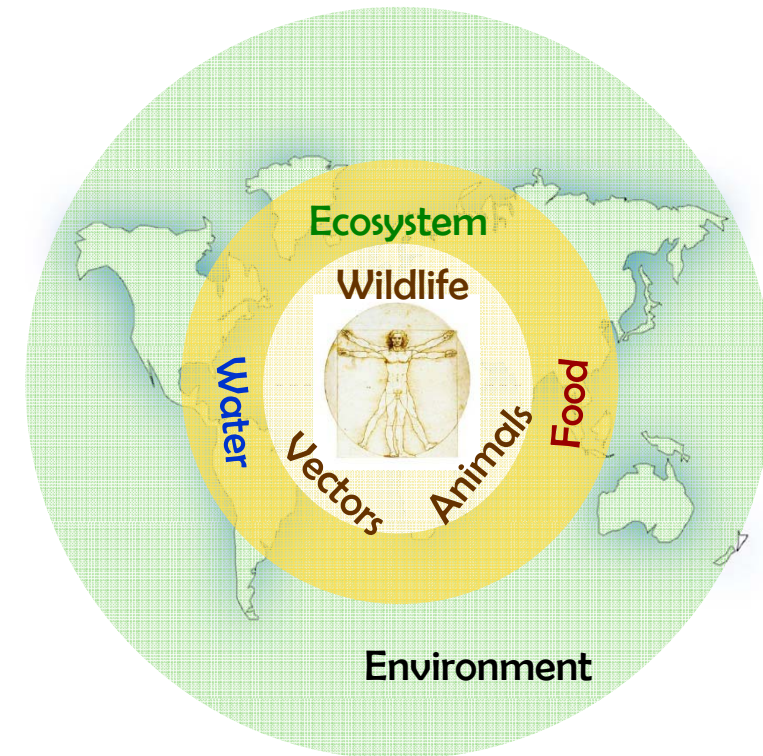 Ecosystem
Wildlife
Water
Food
Vectors
Animals
Environment